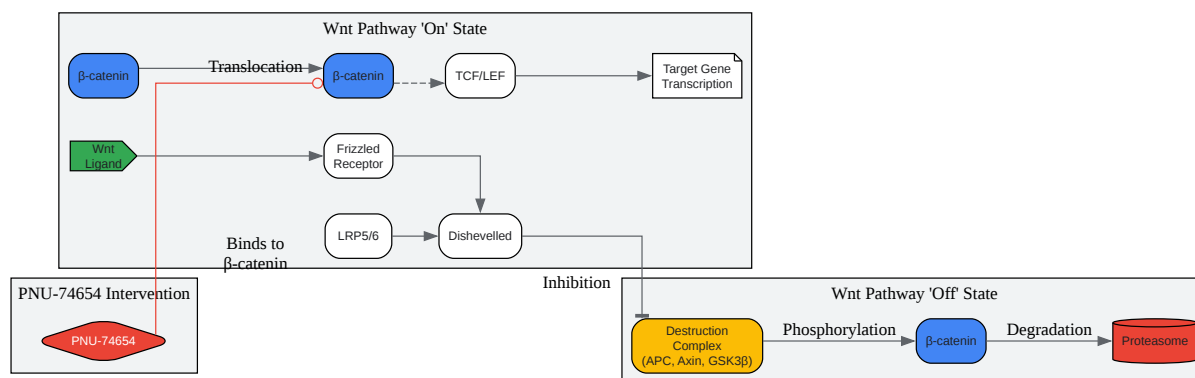 Wnt Pathway 'On' State
β-catenin
Translocation
β-catenin
TCF/LEF
Target Gene
Transcription
Wnt
Ligand
Frizzled
Receptor
LRP5/6
Dishevelled
Binds to
β-catenin
Inhibition
PNU-74654 Intervention
PNU-74654
Wnt Pathway 'Off' State
Destruction
Complex
(APC, Axin, GSK3β)
Phosphorylation
β-catenin
Degradation
Proteasome